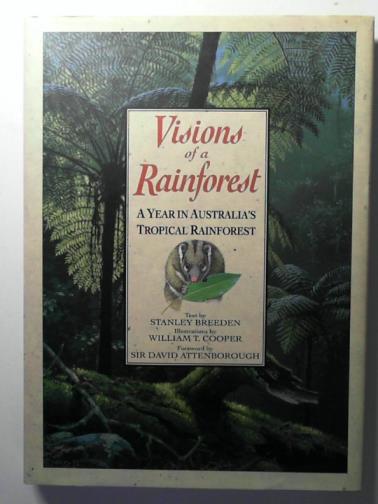 Visions
of a
Rainforest
A YEAR IN AUSTRALIA'S
TROPICAL RAINFOREST
Text by
STANLEY BREEDEN
Illustrations by
WILLIAM T. COOPER
Foreword by
SIR DAVID ATTENBOROUGH